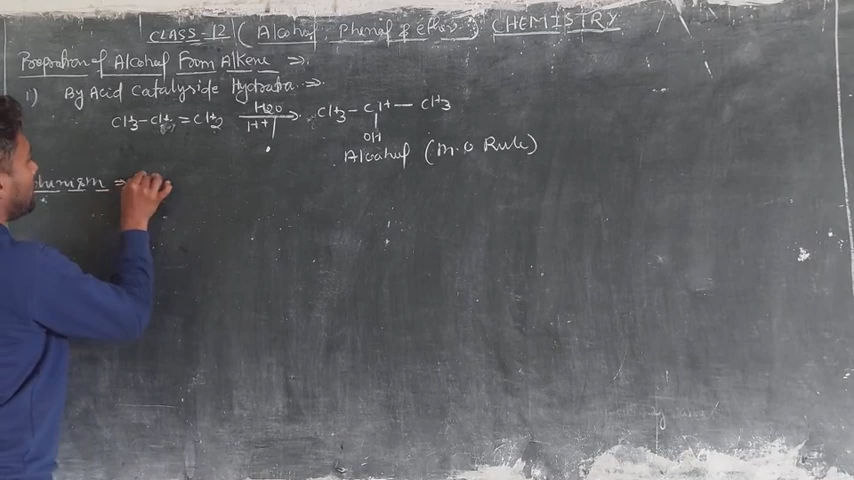 CLASS-12 (Alcohol, Phenol & ether) CHEMISTRY
Preparation of Alcohol From Alkene ⇒
1) By Acid Catalyside Hydration ⇒
CH3-CH=CH2 H2O/H+ → CH3-CH-CH3
OH
Alcohol (M.O Rule)